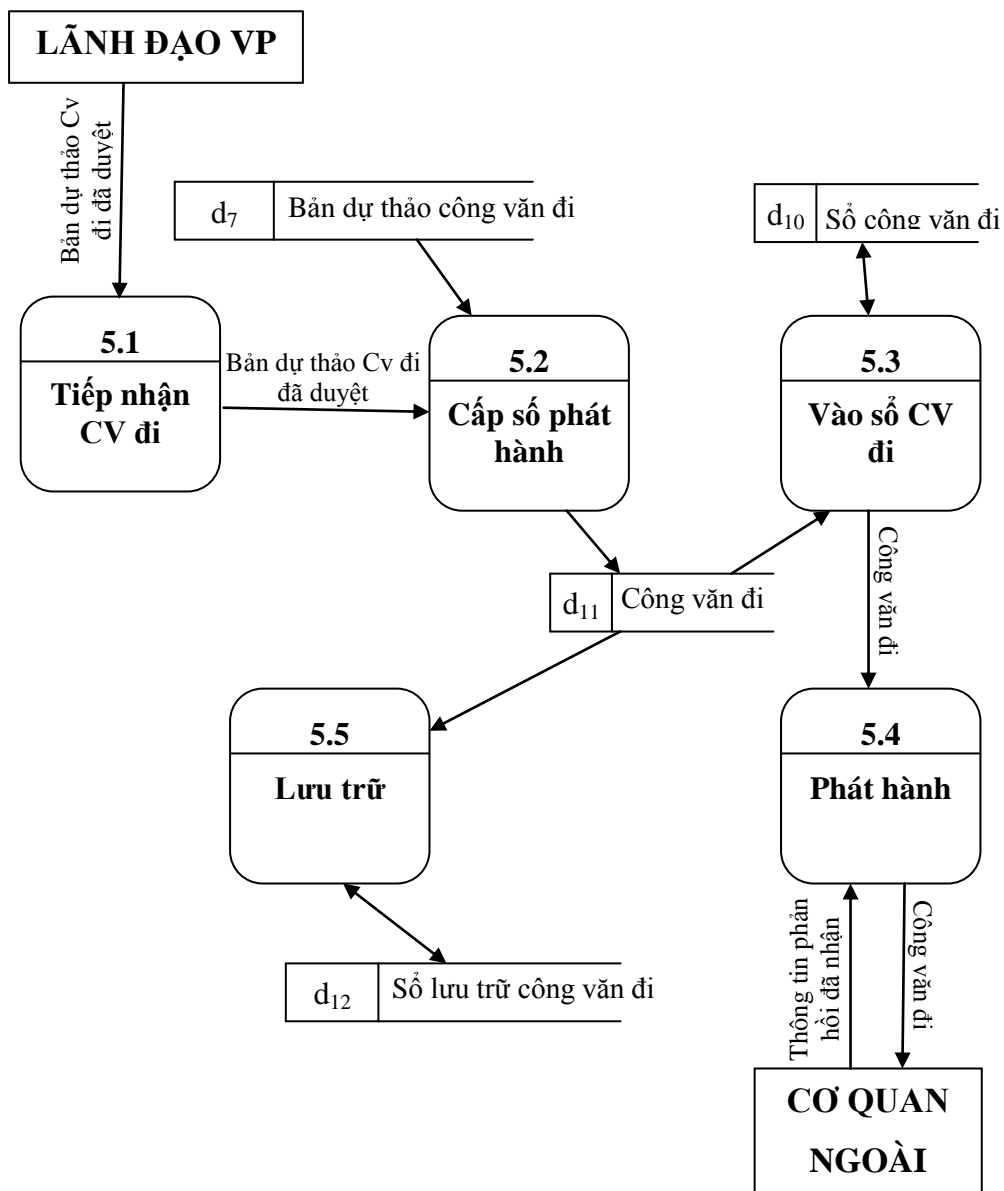 LÃNH ĐẠO VP
Bản dự thảo Cv
đi đã duyệt
d7
Bản dự thảo công văn đi
d10
Sổ công văn đi
5.1
Tiếp nhận
CV đi
Bản dự thảo Cv đi
đã duyệt
5.2
Cấp số phát
hành
5.3
Vào sổ CV
đi
d11
Công văn đi
Công văn đi
5.5
Lưu trữ
5.4
Phát hành
d12
Sổ lưu trữ công văn đi
Thông tin phản
hồi đã nhận
Công văn đi
CƠ QUAN
NGOÀI